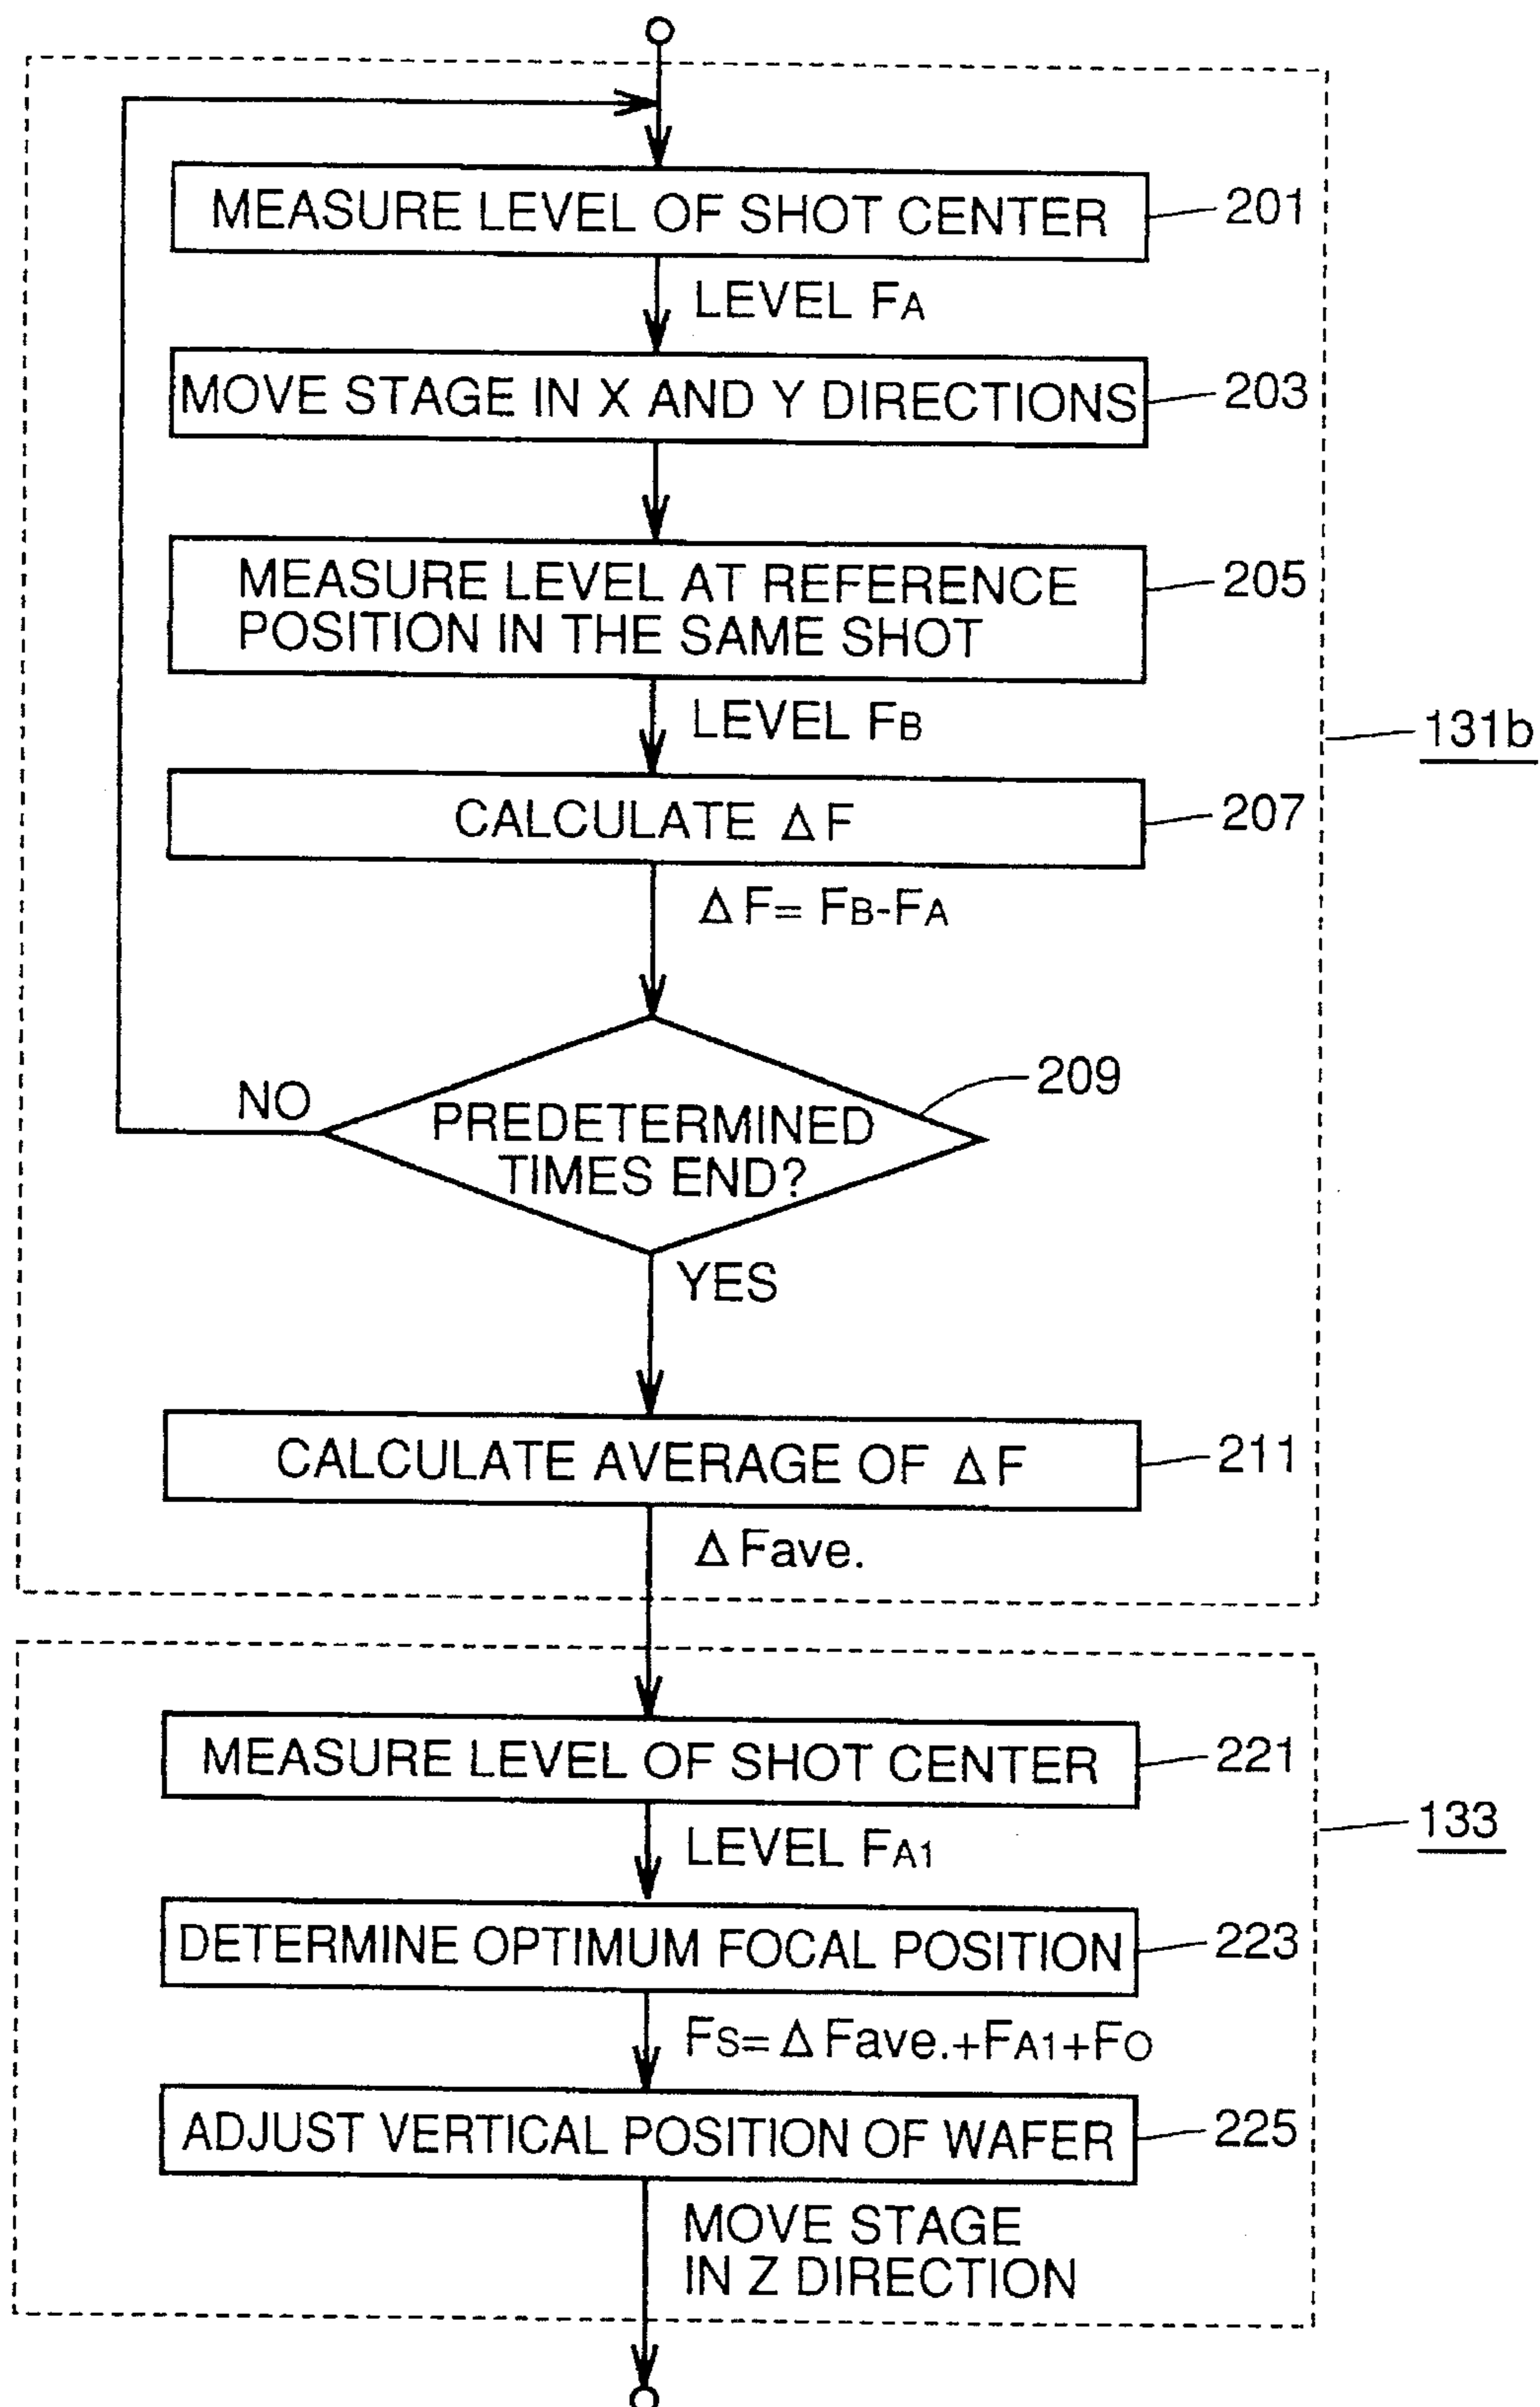 MEASURE LEVEL OF SHOT CENTER
201
LEVEL FA
MOVE STAGE IN X AND Y DIRECTIONS
203
MEASURE LEVEL AT REFERENCE
POSITION IN THE SAME SHOT
205
LEVEL FB
131b
CALCULATE ΔF
207
ΔF= FB-FA
209
NO
PREDETERMINED
TIMES END?
YES
CALCULATE AVERAGE OF ΔF
211
ΔFave.
MEASURE LEVEL OF SHOT CENTER
221
LEVEL FA1
133
DETERMINE OPTIMUM FOCAL POSITION
223
FS=ΔFave.+FA1+FO
ADJUST VERTICAL POSITION OF WAFER
225
MOVE STAGE
IN Z DIRECTION